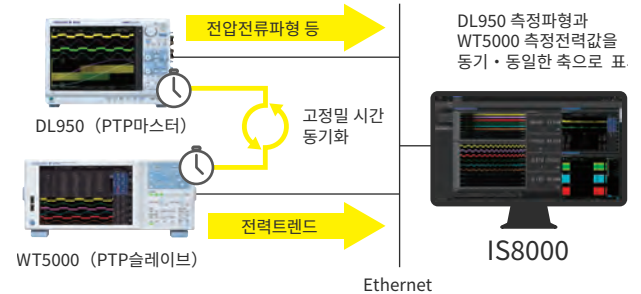 전압전류파형 등
DL950 측정파형과
WT5000 측정전력값을
동기・동일한 축으로 표
DL950（PTP마스터）
고정밀 시간
동기화
WT5000（PTP슬레이브）
전력트렌드
IS8000
Ethernet